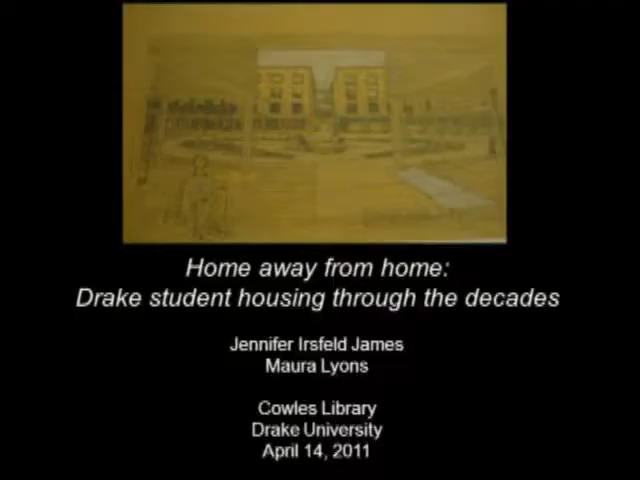 Home away from home:
Drake student housing through the decades
Jennifer Irsfeld James
Maura Lyons
Cowles Library
Drake University
April 14, 2011